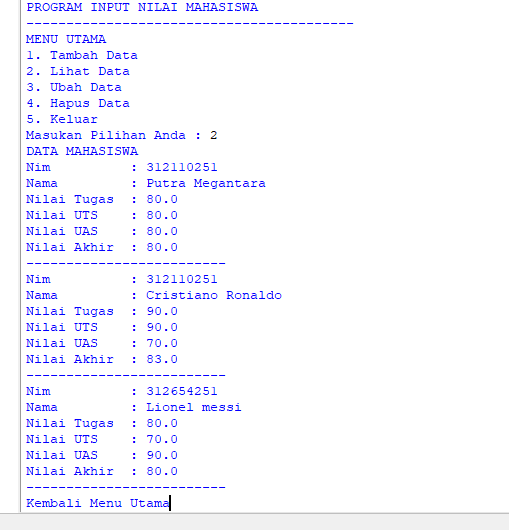 PROGRAM INPUT NILAI MAHASISWA
-----------------------------------------
MENU UTAMA
1. Tambah Data
2. Lihat Data
3. Ubah Data
4. Hapus Data
5. Keluar
Masukan Pilihan Anda : 2
DATA MAHASISWA
Nim          : 312110251
Nama         : Putra Megantara
Nilai Tugas  : 80.0
Nilai UTS    : 80.0
Nilai UAS    : 80.0
Nilai Akhir  : 80.0
-------------------------
Nim          : 312110251
Nama         : Cristiano Ronaldo
Nilai Tugas  : 90.0
Nilai UTS    : 90.0
Nilai UAS    : 70.0
Nilai Akhir  : 83.0
-------------------------
Nim          : 312654251
Nama         : Lionel messi
Nilai Tugas  : 80.0
Nilai UTS    : 70.0
Nilai UAS    : 90.0
Nilai Akhir  : 80.0
-------------------------
Kembali Menu Utama